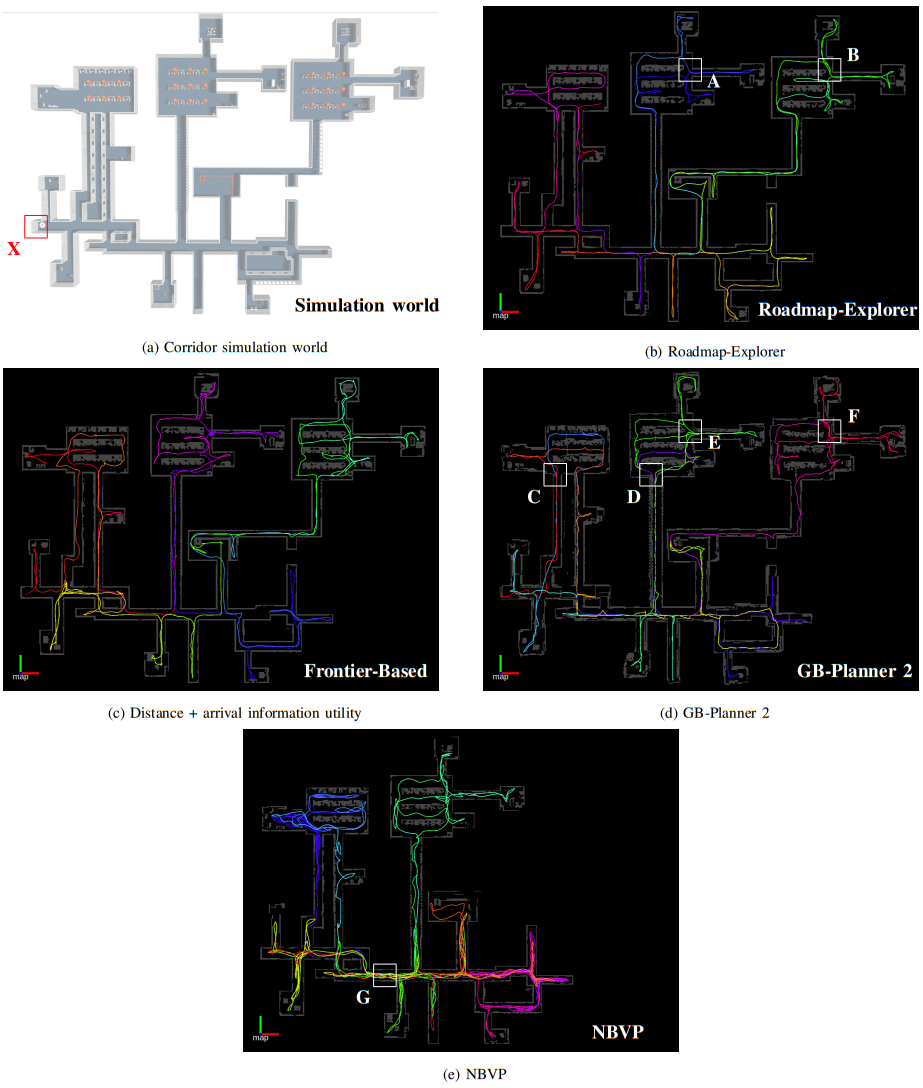 X
Simulation world
(a) Corridor simulation world
A
B
map
Roadmap-Explorer
(b) Roadmap-Explorer
map
Frontier-Based
(c) Distance + arrival information utility
C
D
E
F
map
GB-Planner 2
(d) GB-Planner 2
G
map
NBVP
(e) NBVP